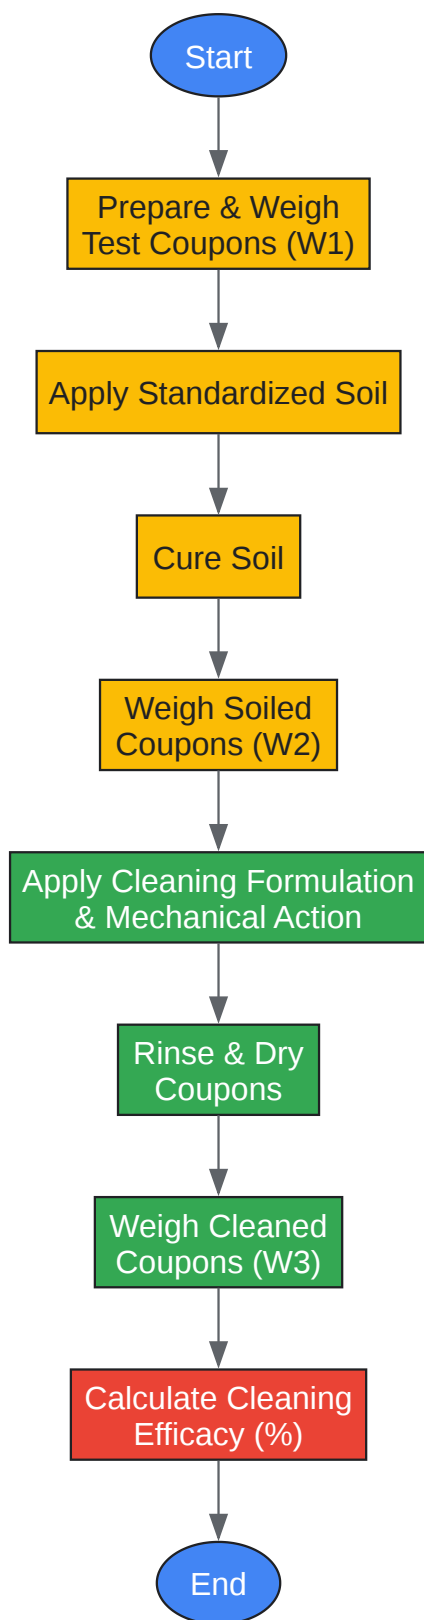 Start
Prepare & Weigh
Test Coupons (W1)
Apply Standardized Soil
Cure Soil
Weigh Soiled
Coupons (W2)
Apply Cleaning Formulation
& Mechanical Action
Rinse & Dry
Coupons
Weigh Cleaned
Coupons (W3)
Calculate Cleaning
Efficacy (%)
End